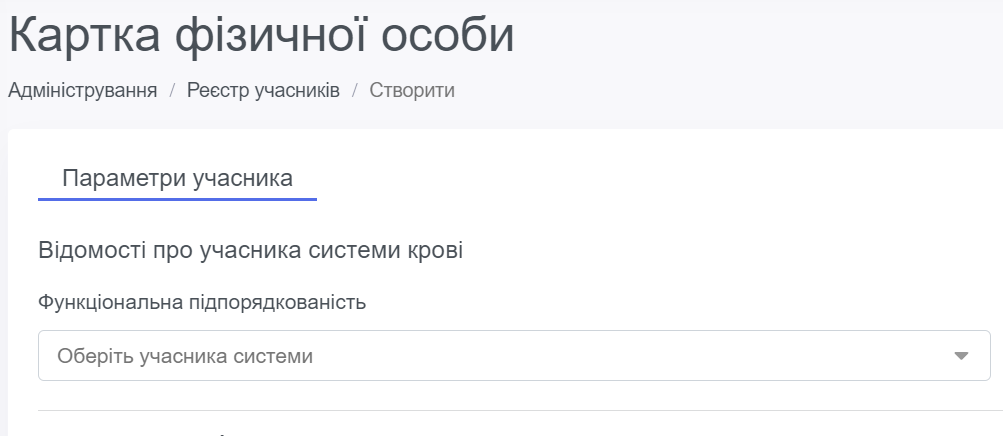 Картка фізичної особи
Адміністрування / Реєстр учасників / Створити
Параметри учасника
Відомості про учасника системи крові
Функціональна підпорядкованість
Оберіть учасника системи